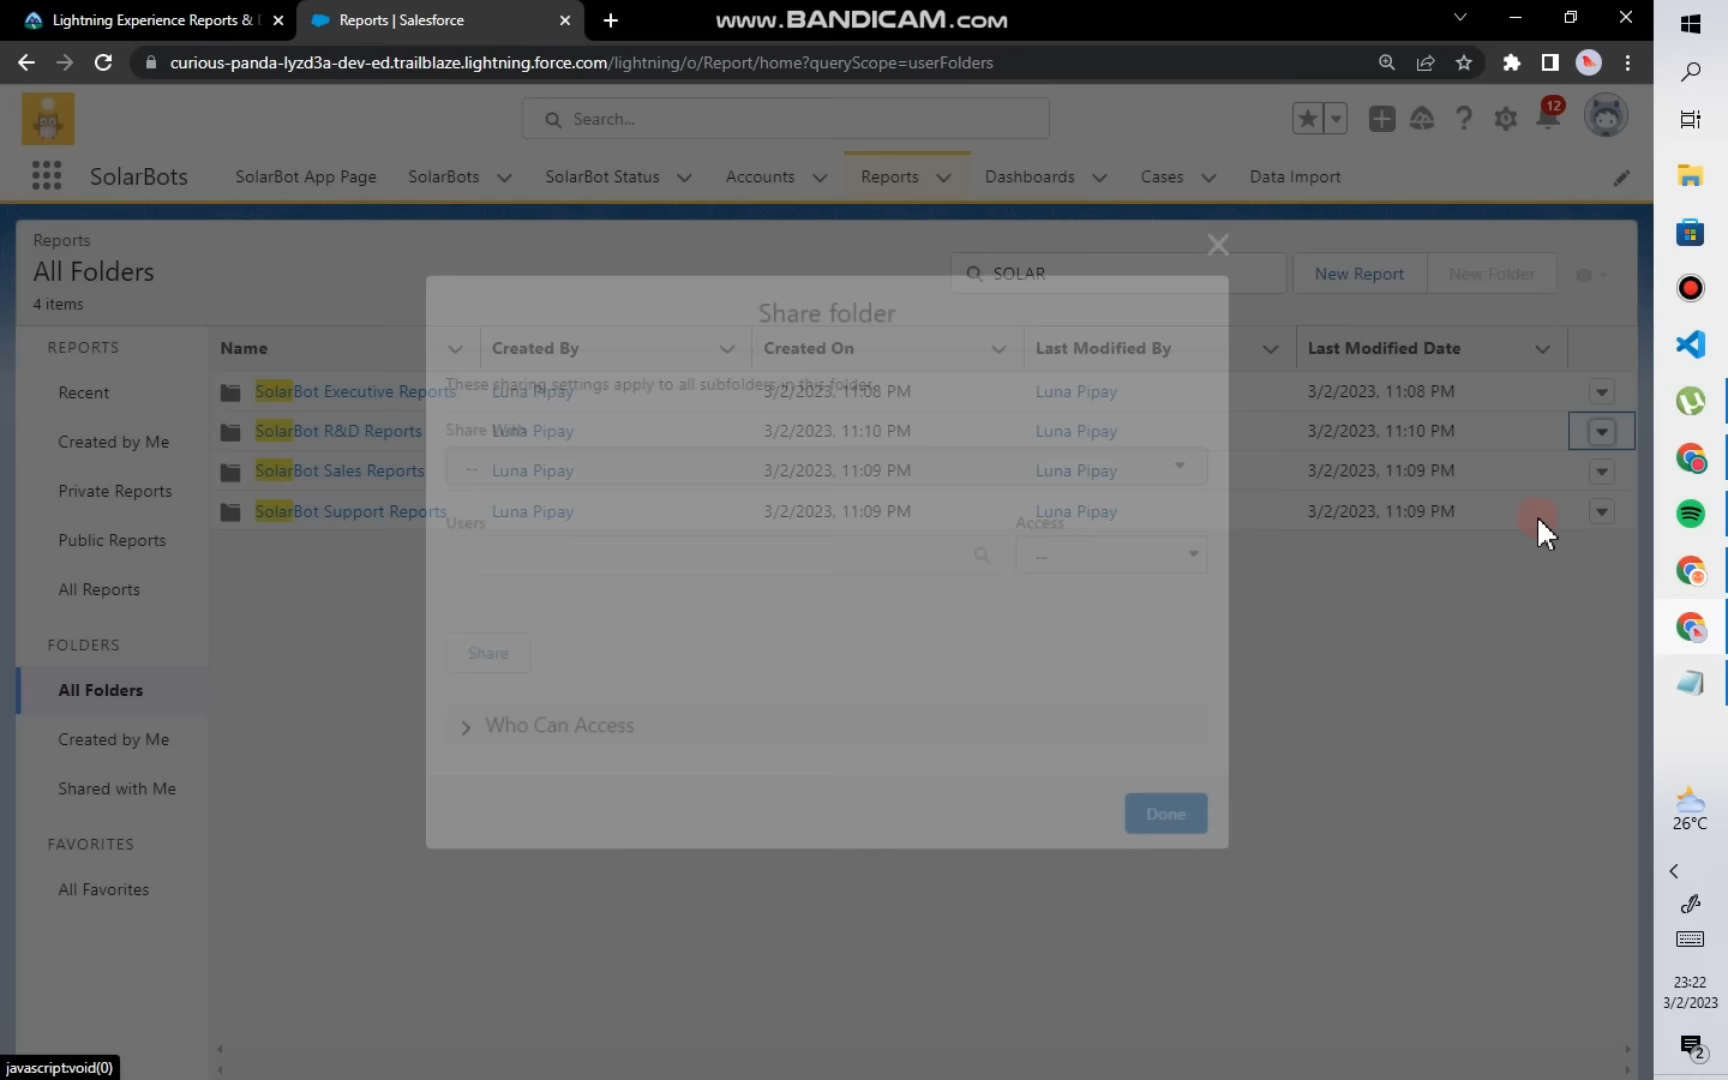 Lightning Experience Reports & D
Reports | Salesforce
www.BANDICAM.com
curious-panda-lyzd3a-dev-ed.trailblaze.lightning.force.com/lightning/o/Report/home?queryScope=userFolders
Search...
12
SolarBots
SolarBot App Page
SolarBots
SolarBot Status
Accounts
Reports
Dashboards
Cases
Data Import
Reports
All Folders
4 items
SOLAR
New Report
New Folder
Share folder
REPORTS
Recent
Created by Me
Private Reports
Public Reports
All Reports
FOLDERS
All Folders
Created by Me
Shared with Me
FAVORITES
All Favorites
Name Created By Created On Last Modified By Last Modified Date
These sharing settings apply to all subfolders in this folder.
SolarBot Executive Reports Luna Pipay 3/2/2023, 11:08 PM Luna Pipay 3/2/2023, 11:08 PM
Share With
SolarBot R&D Reports Luna Pipay 3/2/2023, 11:10 PM Luna Pipay 3/2/2023, 11:10 PM
--
SolarBot Sales Reports Luna Pipay 3/2/2023, 11:09 PM Luna Pipay 3/2/2023, 11:09 PM
SolarBot Support Reports Luna Pipay 3/2/2023, 11:09 PM Luna Pipay 3/2/2023, 11:09 PM
Users
Access
--
Share
Who Can Access
Done
26°C
23:22
3/2/2023
2
javascript:void(0)